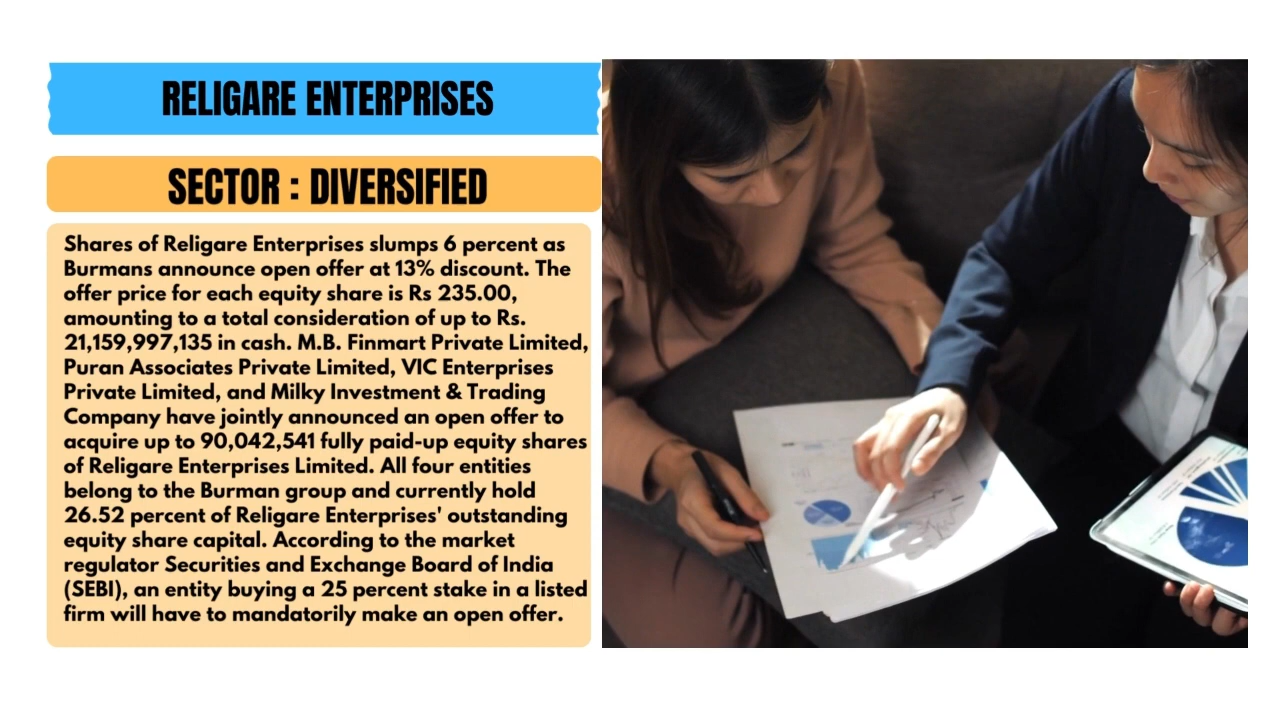 RELIGARE ENTERPRISES
SECTOR : DIVERSIFIED
Shares of Religare Enterprises slumps 6 percent as
Burmans announce open offer at 13% discount. The
offer price for each equity share is Rs 235.00,
amounting to a total consideration of up to Rs.
21,159,997,135 in cash. M.B. Finmart Private Limited,
Puran Associates Private Limited, VIC Enterprises
Private Limited, and Milky Investment & Trading
Company have jointly announced an open offer to
acquire up to 90,042,541 fully paid-up equity shares
of Religare Enterprises Limited. All four entities
belong to the Burman group and currently hold
26.52 percent of Religare Enterprises' outstanding
equity share capital. According to the market
regulator Securities and Exchange Board of India
(SEBI), an entity buying a 25 percent stake in a listed
firm will have to mandatorily make an open offer.